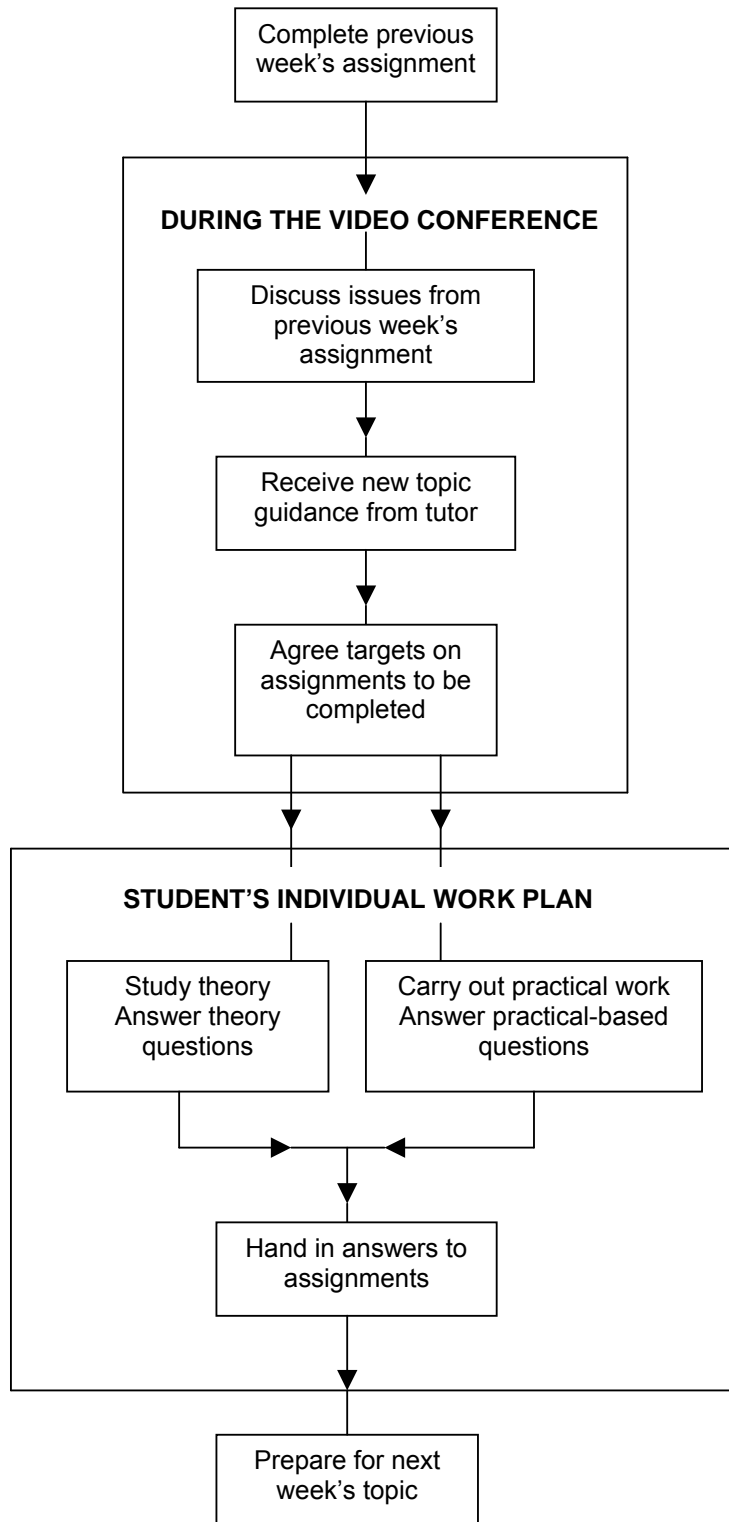 Complete previous
week’s assignment
DURING THE VIDEO CONFERENCE
Discuss issues from
previous week’s
assignment
Receive new topic
guidance from tutor
Agree targets on
assignments to be
completed
STUDENT’S INDIVIDUAL WORK PLAN
Study theory
Answer theory
questions
Carry out practical work
Answer practical-based
questions
Hand in answers to
assignments
Prepare for next
week’s topic